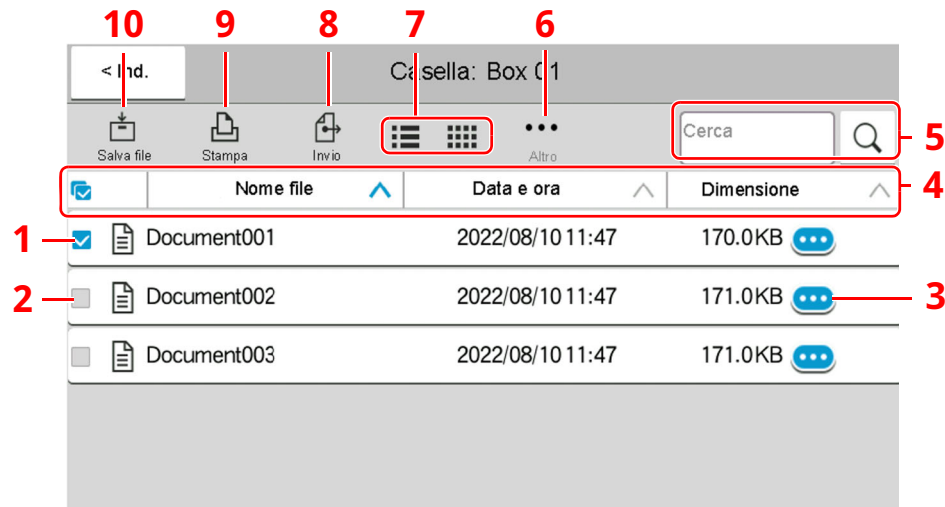 10 9 8 7 6
< Ind. Casella: Box 01
Cerca 5
Salva file Stampa Invio Altro
Nome file Data e ora Dimensione 4
1 Document001 2022/08/10 11:47 170.0KB
2 Document002 2022/08/10 11:47 171.0KB 3
Document003 2022/08/10 11:47 171.0KB